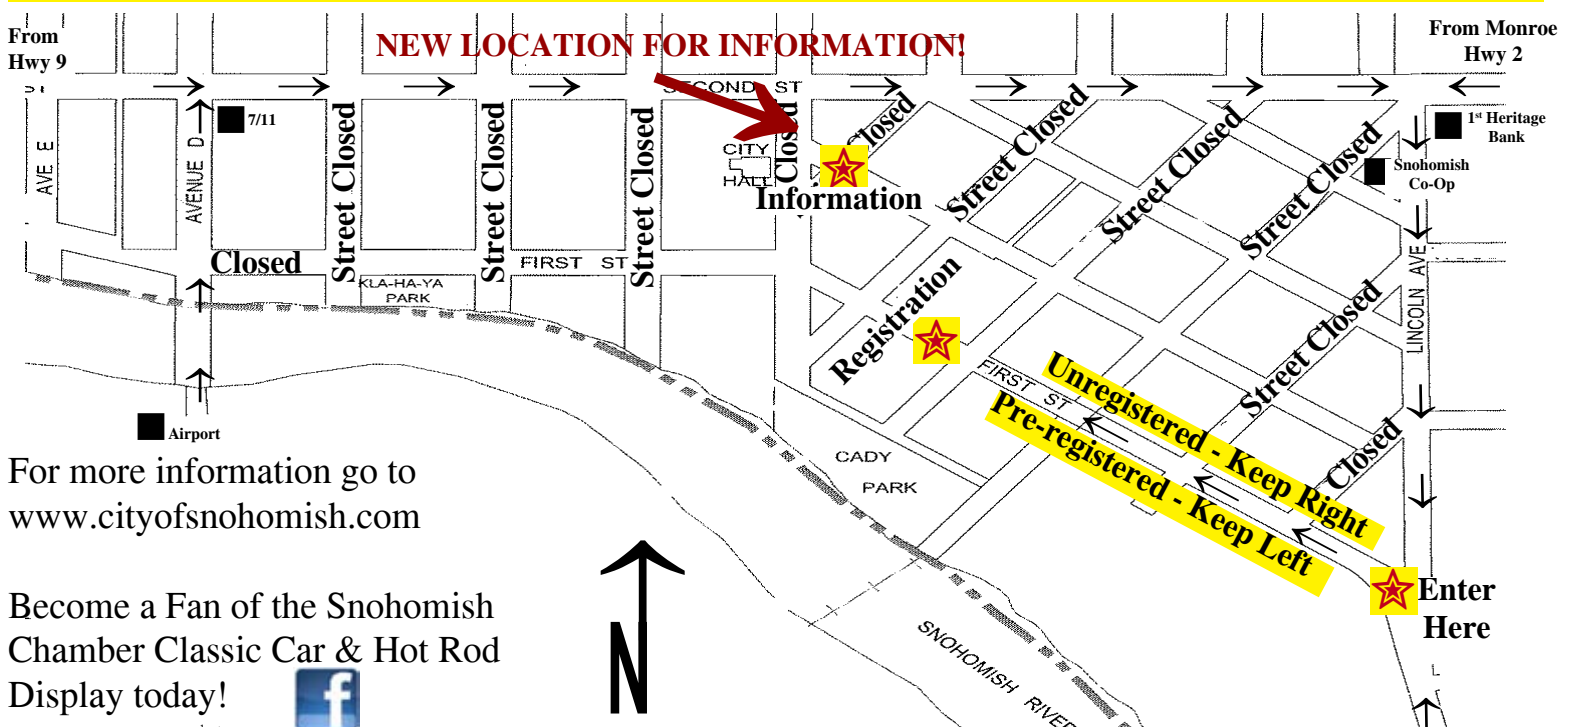 From
Hwy 9
NEW LOCATION FOR INFORMATION!
From Monroe
Hwy 2
SECOND ST
7/11
1st Heritage
Bank
AVE E
AVENUE D
Street Closed
Street Closed
Street Closed
Closed
Closed
CITY
HALL
Information
Street Closed
Street Closed
Street Closed
Snohomish
Co-Op
Closed
FIRST ST
KLA-HA-YA
PARK
Registration
LINCOLN AVE
Street Closed
FIRST ST
Unregistered - Keep Right
Pre-registered - Keep Left
Closed
Airport
CADY
PARK
For more information go to
www.cityofsnohomish.com
Enter
Here
Become a Fan of the Snohomish
Chamber Classic Car & Hot Rod
Display today!
f
N
SNOHOMISH RIVER